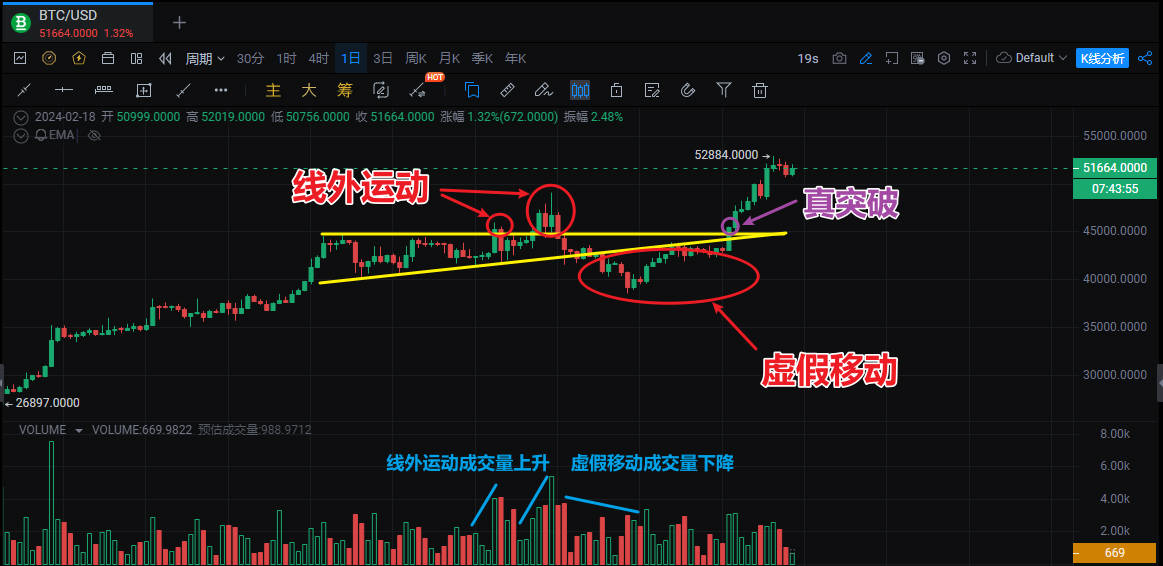 BTC/USD
51664.0000 1.32%
周期 30分 1时 4时 1日 3日 周K 月K 季K 年K 19s Default K线分析
主 大 筹 HOT
2024-02-18 开 50999.0000 高 52019.0000 低 50756.0000 收 51664.0000 涨幅 1.32%(672.0000) 振幅 2.48%
EMA
55000.0000
52884.0000
51664.0000
07:43:55
线外运动
真突破
45000.0000
40000.0000
35000.0000
虚假移动
30000.0000
26897.0000
VOLUME VOLUME:669.9822 预估成交量:988.9712
8.00k
线外运动成交量上升 虚假移动成交量下降
6.00k
4.00k
2.00k
669